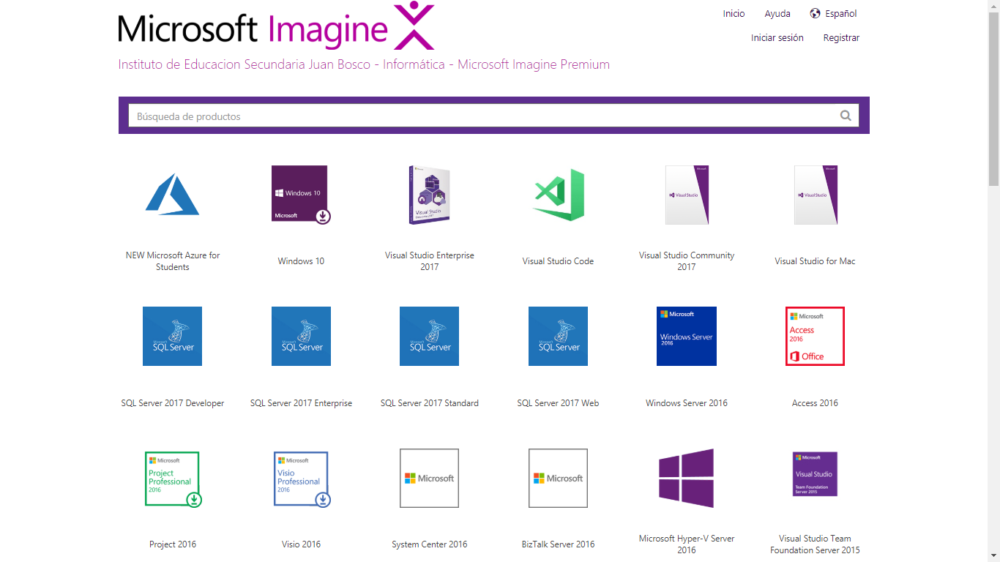 Inicio Ayuda Español
Microsoft Imagine X
Iniciar sesión Registrar
Instituto de Educacion Secundaria Juan Bosco - Informática - Microsoft Imagine Premium
Búsqueda de productos
Windows 10
Microsoft
Visual Studio
Microsoft
Visual Studio
Microsoft
Visual Studio
NEW Microsoft Azure for
Students
Windows 10
Visual Studio Enterprise
2017
Visual Studio Code
Visual Studio Community
2017
Visual Studio for Mac
Microsoft
SQL Server
Microsoft
SQL Server
Microsoft
SQL Server
Microsoft
SQL Server
Microsoft
Windows Server
2016
Microsoft
Access
2016
Office
SQL Server 2017 Developer
SQL Server 2017 Enterprise
SQL Server 2017 Standard
SQL Server 2017 Web
Windows Server 2016
Access 2016
Microsoft
Project
Professional
2016
Microsoft
Visio
Professional
2016
Microsoft
Microsoft
Microsoft
Visual Studio
Team Foundation
Server 2015
Project 2016
Visio 2016
System Center 2016
BizTalk Server 2016
Microsoft Hyper-V Server
2016
Visual Studio Team
Foundation Server 2015